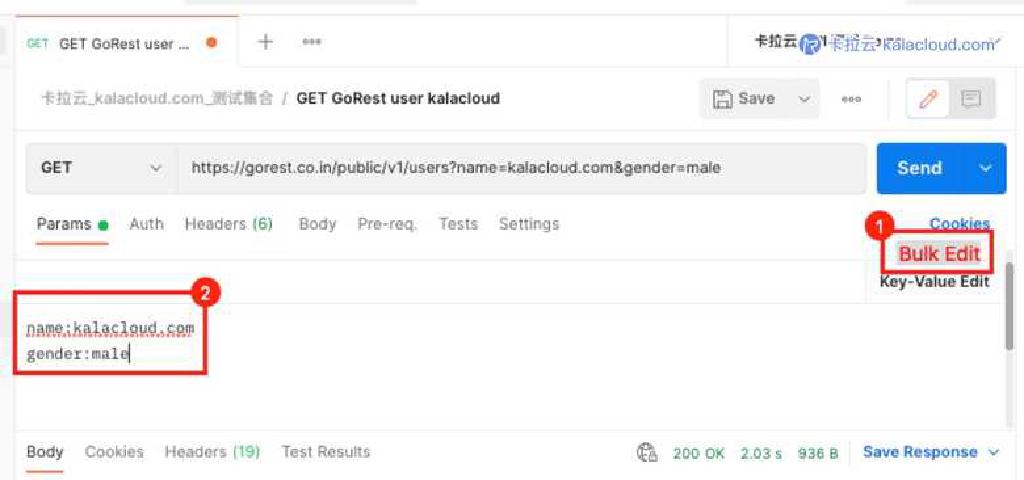 GET GET GoRest user ...
卡拉云 卡拉云 kalacloud.com
卡拉云_kalacloud.com_测试集合 / GET GoRest user kalacloud
Save
GET https://gorest.co.in/public/v1/users?name=kalacloud.com&gender=male Send
Params Auth Headers (6) Body Pre-req. Tests Settings Cookies
1
Bulk Edit
Key-Value Edit
2
name:kalacloud.com
gender:male
Body Cookies Headers (19) Test Results 200 OK 2.03 s 936 B Save Response